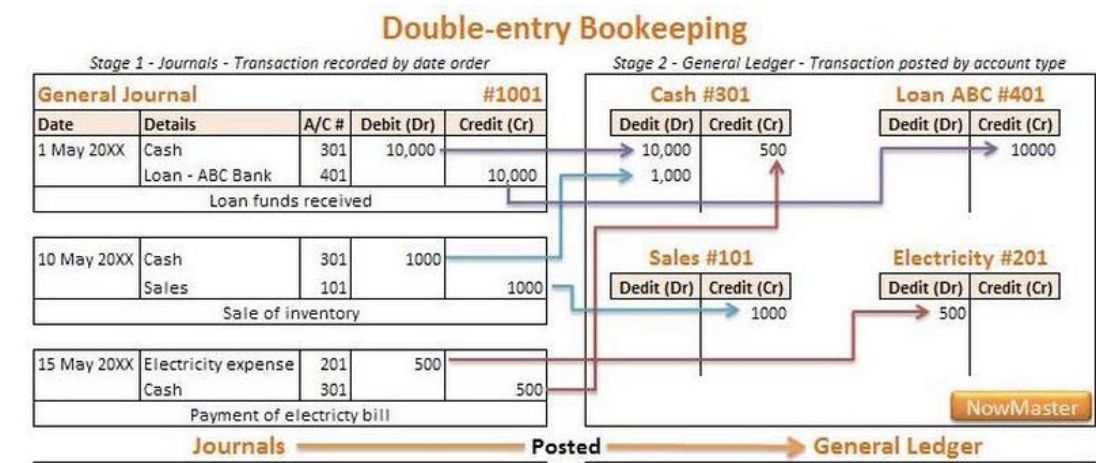 Double-entry Bookkeeping
Stage 1 - Journals - Transaction recorded by date order
General Journal #1001
Date Details A/C # Debit (Dr) Credit (Cr)
1 May 20XX Cash 301 10,000
Loan - ABC Bank 401 10,000
Loan funds received
10 May 20XX Cash 301 1000
Sales 101 1000
Sale of inventory
15 May 20XX Electricity expense 201 500
Cash 301 500
Payment of electricty bill
Stage 2 - General Ledger - Transaction posted by account type
Cash #301
Dedit (Dr) Credit (Cr)
10,000 500
1,000
Loan ABC #401
Dedit (Dr) Credit (Cr)
10000
Sales #101
Dedit (Dr) Credit (Cr)
1000
Electricity #201
Dedit (Dr) Credit (Cr)
500
NowMaster
Journals Posted General Ledger